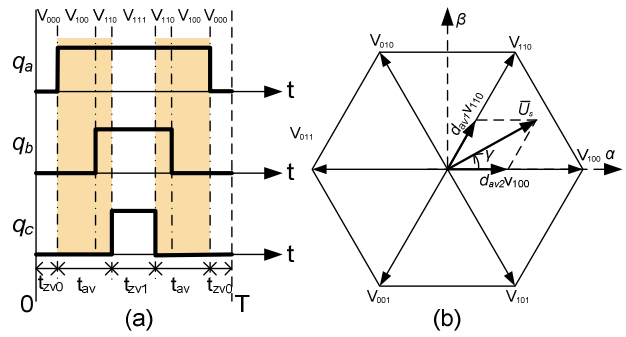 V000 V100 V110 V111 V110 V100 V000
qa
t
qb
t
qc
t
tzv0 tav tzv1 tav tzv0
0 T
(a)
β
V010 V110
dav1V110
Ūs
γ
V011
V100 α
dav2V100
V001 V101
(b)